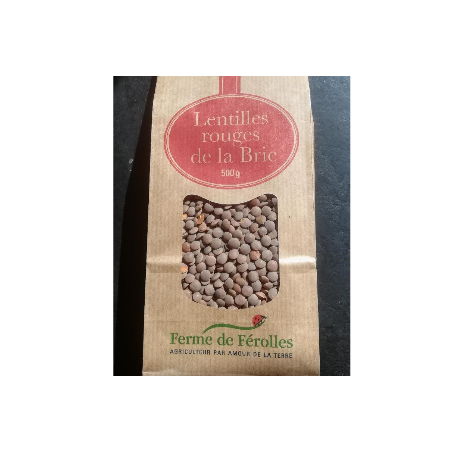 Lentilles
rouges
de la Brie
500g
Ferme de Férolles
AGRICULTEUR PAR AMOUR DE LA TERRE